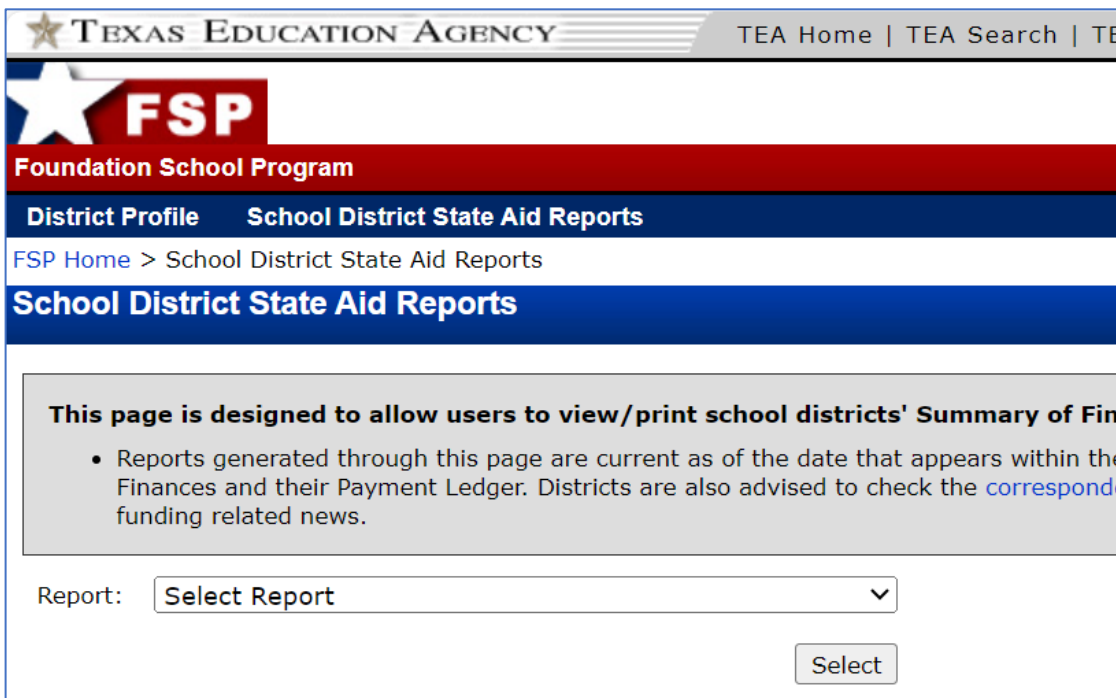 TEXAS EDUCATION AGENCY
TEA Home | TEA Search | TE
FSP
Foundation School Program
District Profile School District State Aid Reports
FSP Home > School District State Aid Reports
School District State Aid Reports
This page is designed to allow users to view/print school districts' Summary of Fin
• Reports generated through this page are current as of the date that appears within the
Finances and their Payment Ledger. Districts are also advised to check the correspond
funding related news.
Report: Select Report
Select